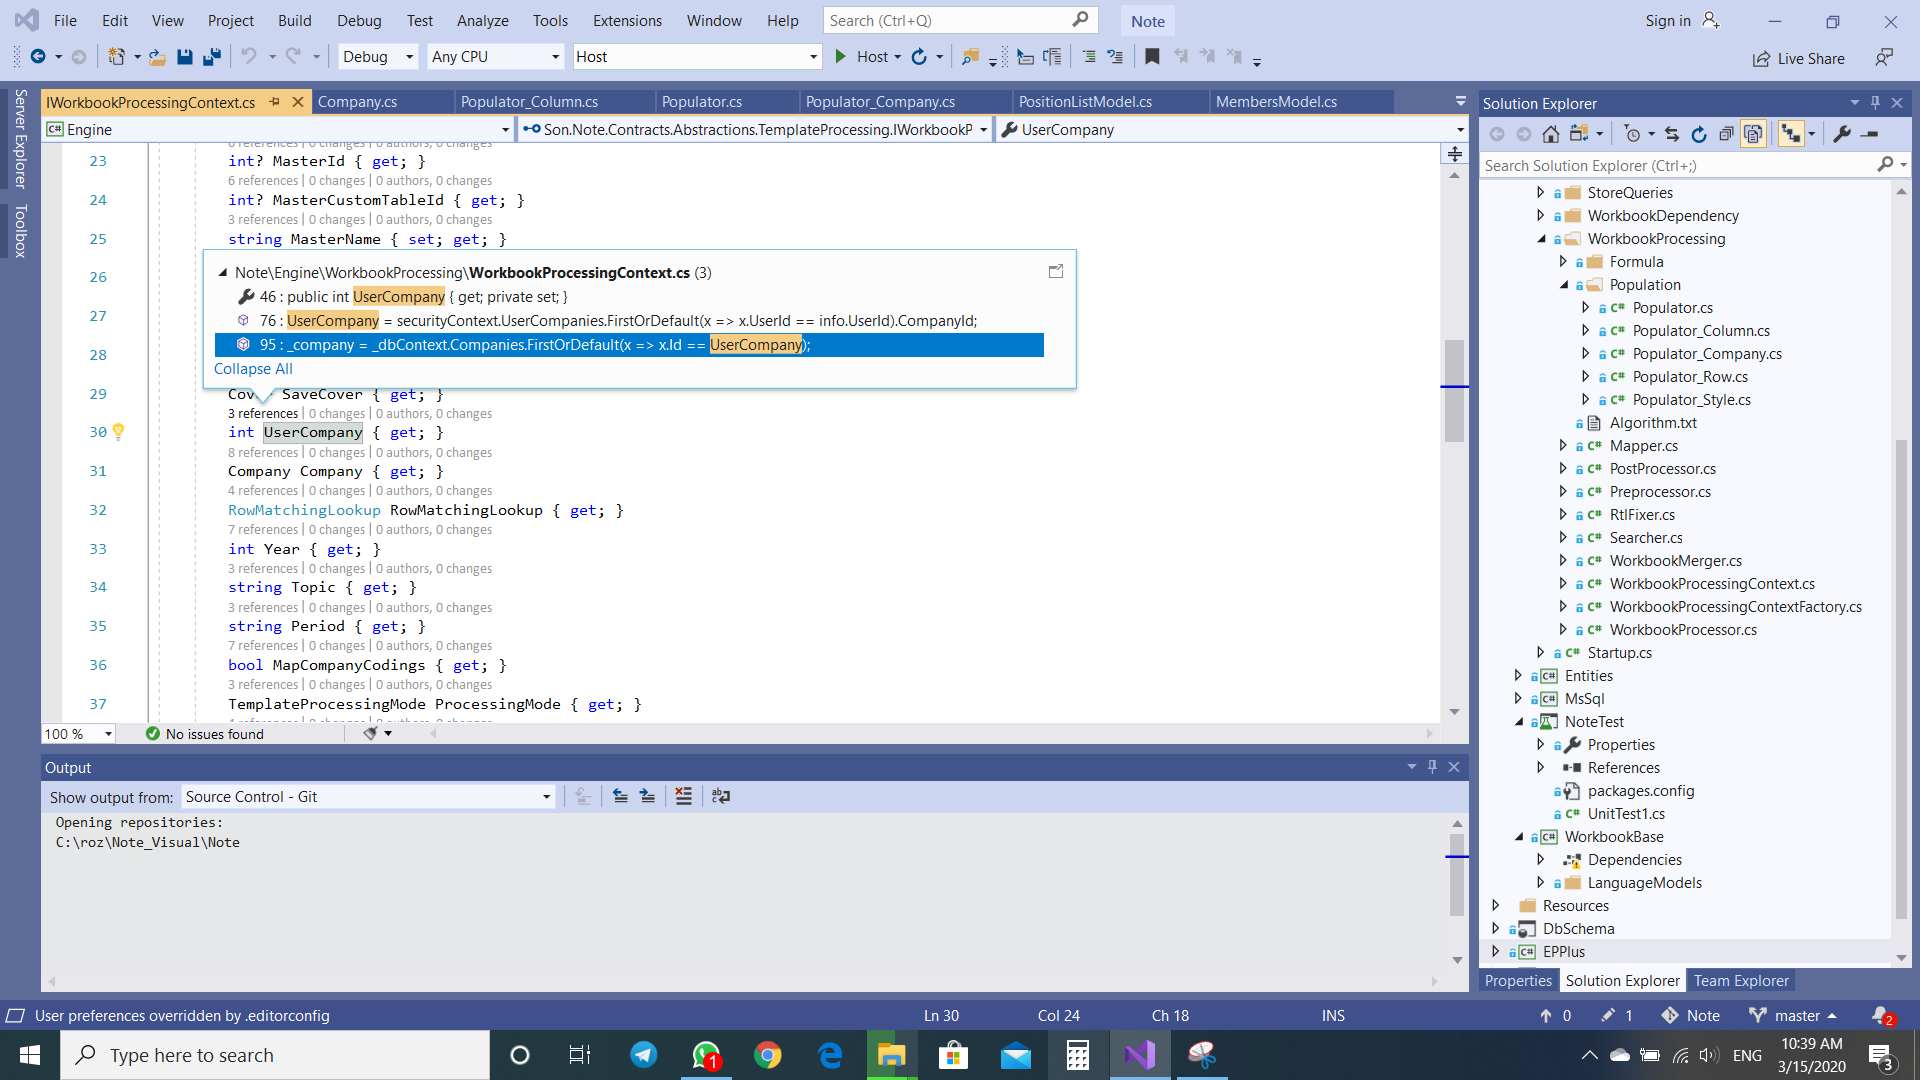 File Edit View Project Build Debug Test Analyze Tools Extensions Window Help Search (Ctrl+Q) Note Sign in
Debug Any CPU Host Host Live Share
Server Explorer
Toolbox
IWorkbookProcessingContext.cs Company.cs Populator_Column.cs Populator.cs Populator_Company.cs PositionListModel.cs MembersModel.cs
C# Engine Son.Note.Contracts.Abstractions.TemplateProcessing.IWorkbookP UserCompany
23 int? MasterId { get; }
6 references | 0 changes | 0 authors, 0 changes
24 int? MasterCustomTableId { get; }
3 references | 0 changes | 0 authors, 0 changes
25 string MasterName { set; get; }
26
27
28
Note\Engine\WorkbookProcessing\WorkbookProcessingContext.cs (3)
46 : public int UserCompany { get; private set; }
76 : UserCompany = securityContext.UserCompanies.FirstOrDefault(x => x.UserId == info.UserId).CompanyId;
95 : _company = _dbContext.Companies.FirstOrDefault(x => x.Id == UserCompany);
Collapse All
29 Cover SaveCover { get; }
3 references | 0 changes | 0 authors, 0 changes
30 int UserCompany { get; }
8 references | 0 changes | 0 authors, 0 changes
31 Company Company { get; }
4 references | 0 changes | 0 authors, 0 changes
32 RowMatchingLookup RowMatchingLookup { get; }
7 references | 0 changes | 0 authors, 0 changes
33 int Year { get; }
3 references | 0 changes | 0 authors, 0 changes
34 string Topic { get; }
3 references | 0 changes | 0 authors, 0 changes
35 string Period { get; }
7 references | 0 changes | 0 authors, 0 changes
36 bool MapCompanyCodings { get; }
3 references | 0 changes | 0 authors, 0 changes
37 TemplateProcessingMode ProcessingMode { get; }
100 % No issues found
Output
Show output from: Source Control - Git
Opening repositories:
C:\roz\Note_Visual\Note
Solution Explorer
Search Solution Explorer (Ctrl+;)
StoreQueries
WorkbookDependency
WorkbookProcessing
Formula
Population
C# Populator.cs
C# Populator_Column.cs
C# Populator_Company.cs
C# Populator_Row.cs
C# Populator_Style.cs
Algorithm.txt
C# Mapper.cs
C# PostProcessor.cs
C# Preprocessor.cs
C# RtlFixer.cs
C# Searcher.cs
C# WorkbookMerger.cs
C# WorkbookProcessingContext.cs
C# WorkbookProcessingContextFactory.cs
C# WorkbookProcessor.cs
C# Startup.cs
C# Entities
C# MsSql
NoteTest
Properties
References
packages.config
C# UnitTest1.cs
C# WorkbookBase
Dependencies
LanguageModels
Resources
DbSchema
C# EPPlus
Properties Solution Explorer Team Explorer
User preferences overridden by .editorconfig Ln 30 Col 24 Ch 18 INS 0 1 Note master 2
Type here to search 1 ENG 10:39 AM
3/15/2020 3